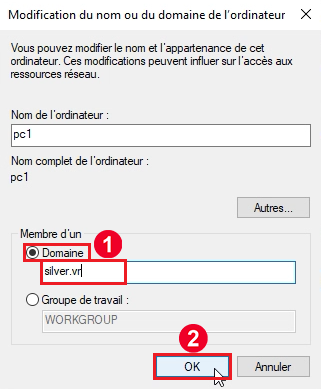 Modification du nom ou du domaine de l'ordinateur
Vous pouvez modifier le nom et l'appartenance de cet
ordinateur. Ces modifications peuvent influer sur l'accès aux
ressources réseau.
Nom de l'ordinateur :
pc1
Nom complet de l'ordinateur :
pc1
Autres...
Membre d'un
1
Domaine
silver.vr
Groupe de travail :
WORKGROUP
2
OK
Annuler